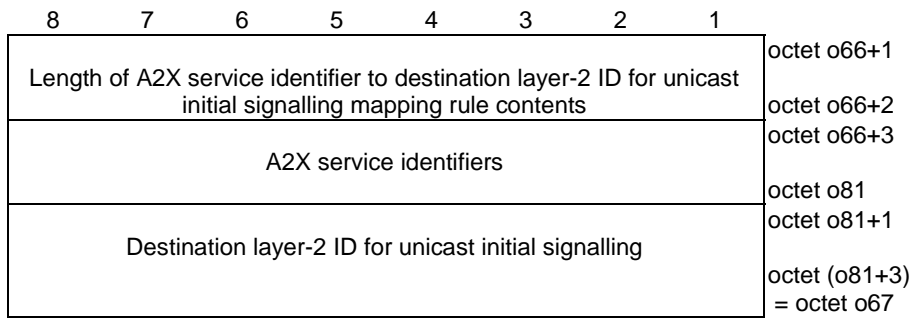 8 7 6 5 4 3 2 1
octet o66+1
Length of A2X service identifier to destination layer-2 ID for unicast
initial signalling mapping rule contents
octet o66+2
octet o66+3
A2X service identifiers
octet o81
octet o81+1
Destination layer-2 ID for unicast initial signalling
octet (o81+3)
= octet o67